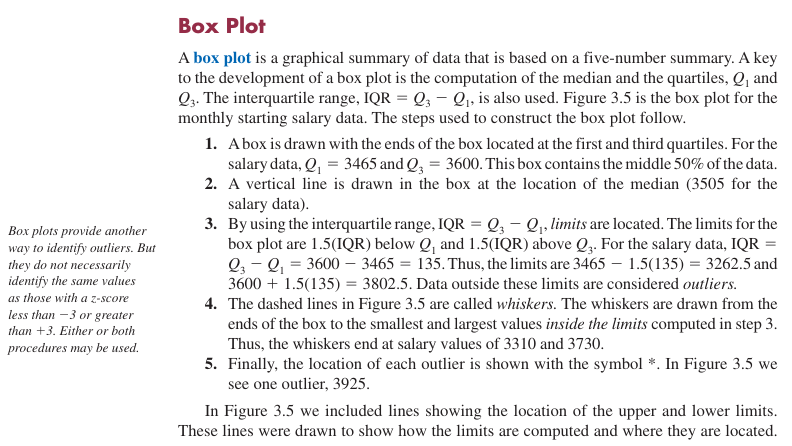 Box Plot
A box plot is a graphical summary of data that is based on a five-number summary. A key
to the development of a box plot is the computation of the median and the quartiles, Q₁ and
Q₃. The interquartile range, IQR = Q₃ − Q₁, is also used. Figure 3.5 is the box plot for the
monthly starting salary data. The steps used to construct the box plot follow.
1. A box is drawn with the ends of the box located at the first and third quartiles. For the
salary data, Q₁ = 3465 and Q₃ = 3600. This box contains the middle 50% of the data.
2. A vertical line is drawn in the box at the location of the median (3505 for the
salary data).
3. By using the interquartile range, IQR = Q₃ − Q₁, limits are located. The limits for the
box plot are 1.5(IQR) below Q₁ and 1.5(IQR) above Q₃. For the salary data, IQR =
Q₃ − Q₁ = 3600 − 3465 = 135. Thus, the limits are 3465 − 1.5(135) = 3262.5 and
3600 + 1.5(135) = 3802.5. Data outside these limits are considered outliers.
4. The dashed lines in Figure 3.5 are called whiskers. The whiskers are drawn from the
ends of the box to the smallest and largest values inside the limits computed in step 3.
Thus, the whiskers end at salary values of 3310 and 3730.
5. Finally, the location of each outlier is shown with the symbol *. In Figure 3.5 we
see one outlier, 3925.
In Figure 3.5 we included lines showing the location of the upper and lower limits.
These lines were drawn to show how the limits are computed and where they are located.
Box plots provide another
way to identify outliers. But
they do not necessarily
identify the same values
as those with a z-score
less than −3 or greater
than +3. Either or both
procedures may be used.